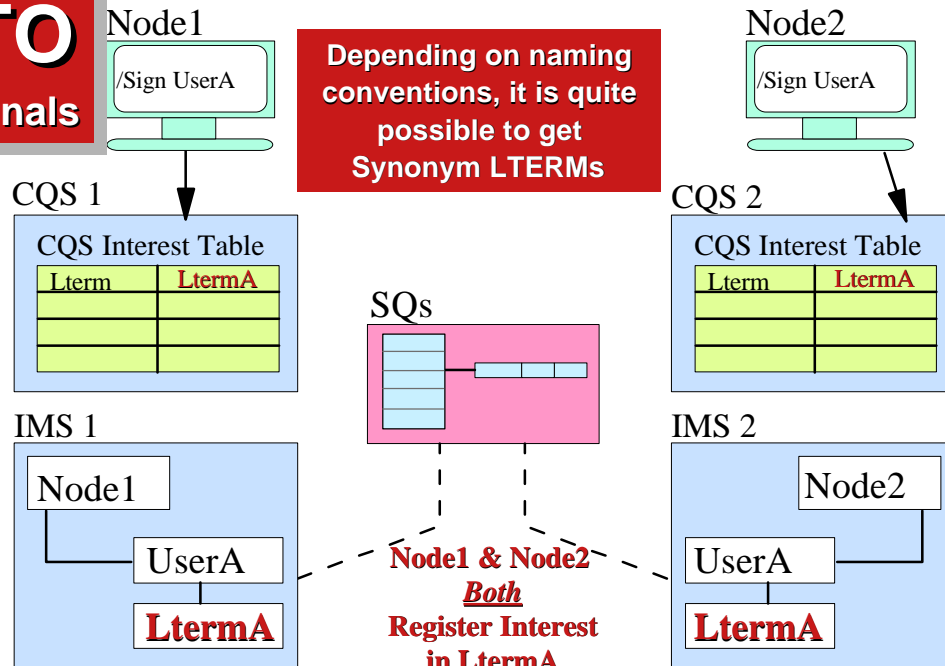 TO
nals
Node1
/Sign UserA
Depending on naming
conventions, it is quite
possible to get
Synonym LTERMs
Node2
/Sign UserA
CQS 1
CQS Interest Table
Lterm LtermA
SQs
CQS 2
CQS Interest Table
Lterm LtermA
IMS 1
Node1
UserA
LtermA
Node1 & Node2
Both
Register Interest
in LtermA
IMS 2
Node2
UserA
LtermA